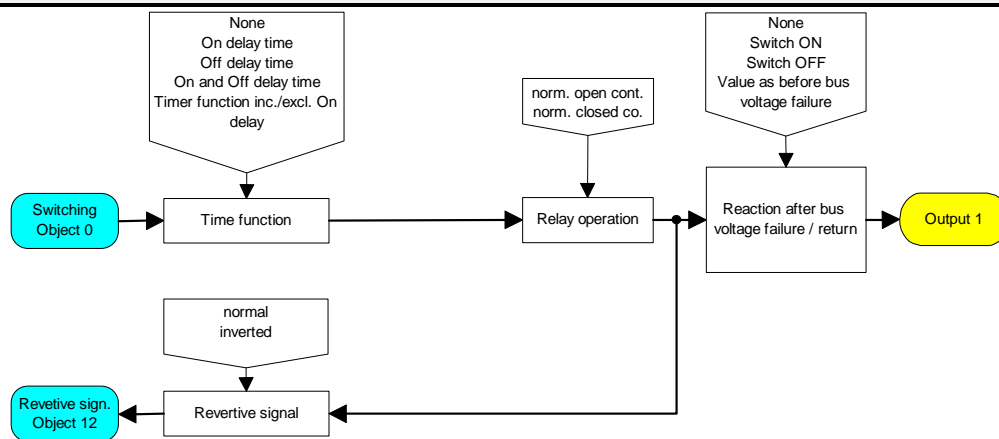 None
On delay time
Off delay time
On and Off delay time
Timer function inc./excl. On
delay
norm. open cont.
norm. closed co.
None
Switch ON
Switch OFF
Value as before bus
voltage failure
Switching
Object 0
Time function
Relay operation
Reaction after bus
voltage failure / return
Output 1
normal
inverted
Revetive sign.
Object 12
Revertive signal